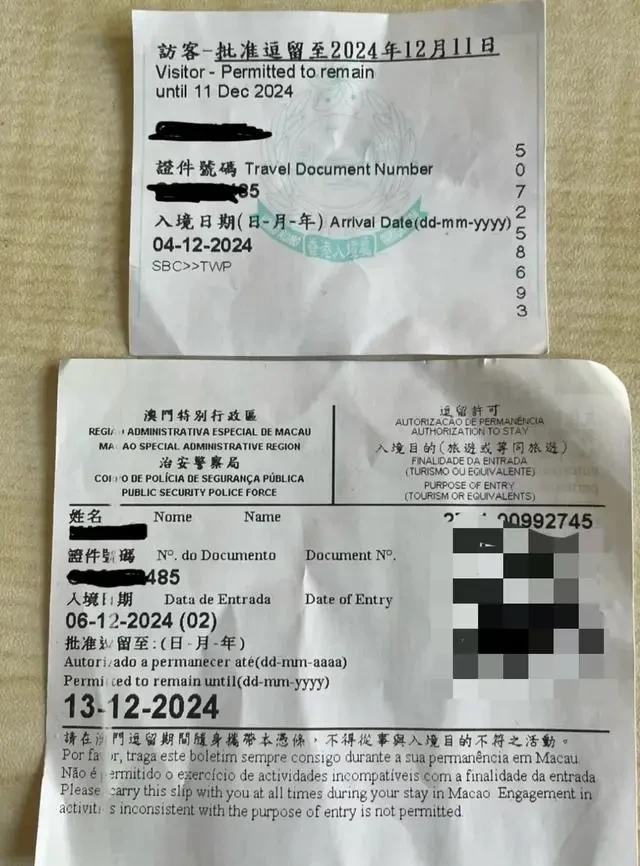 訪客-批准逗留至2024年12月11日
Visitor - Permitted to remain
until 11 Dec 2024
證件號碼 Travel Document Number
85
入境日期(日-月-年) Arrival Date(dd-mm-yyyy)
04-12-2024
SBC>>TWP
50725 8693
香港入境處
澳門特別行政區
REGIÃO ADMINISTRATIVA ESPECIAL DE MACAU
MACAO SPECIAL ADMINISTRATIVE REGION
治安警察局
CORPO DE POLÍCIA DE SEGURANÇA PÚBLICA
PUBLIC SECURITY POLICE FORCE
逗留許可
AUTORIZAÇÃO DE PERMANÊNCIA
AUTHORIZATION TO STAY
入境目的(旅遊或等同旅遊)
FINALIDADE DA ENTRADA
(TURISMO OU EQUIVALENTE)
PURPOSE OF ENTRY
(TOURISM OR EQUIVALENTS)
姓名 Nome Name
00992745
證件號碼 Nº. do Documento Document Nº.
485
入境日期 Data de Entrada Date of Entry
06-12-2024 (02)
批准逗留至:(日-月-年)
Autorizado a permanecer até(dd-mm-aaaa)
Permitted to remain until(dd-mm-yyyy)
13-12-2024
請在澳門逗留期間隨身攜帶本憑條，不得從事與入境目的不符之活動。
Por favor, traga este boletim sempre consigo durante a sua permanência em Macau.
Não é permitido o exercício de actividades incompatíveis com a finalidade da entrada
Please carry this slip with you at all times during your stay in Macao. Engagement in
activities inconsistent with the purpose of entry is not permitted.